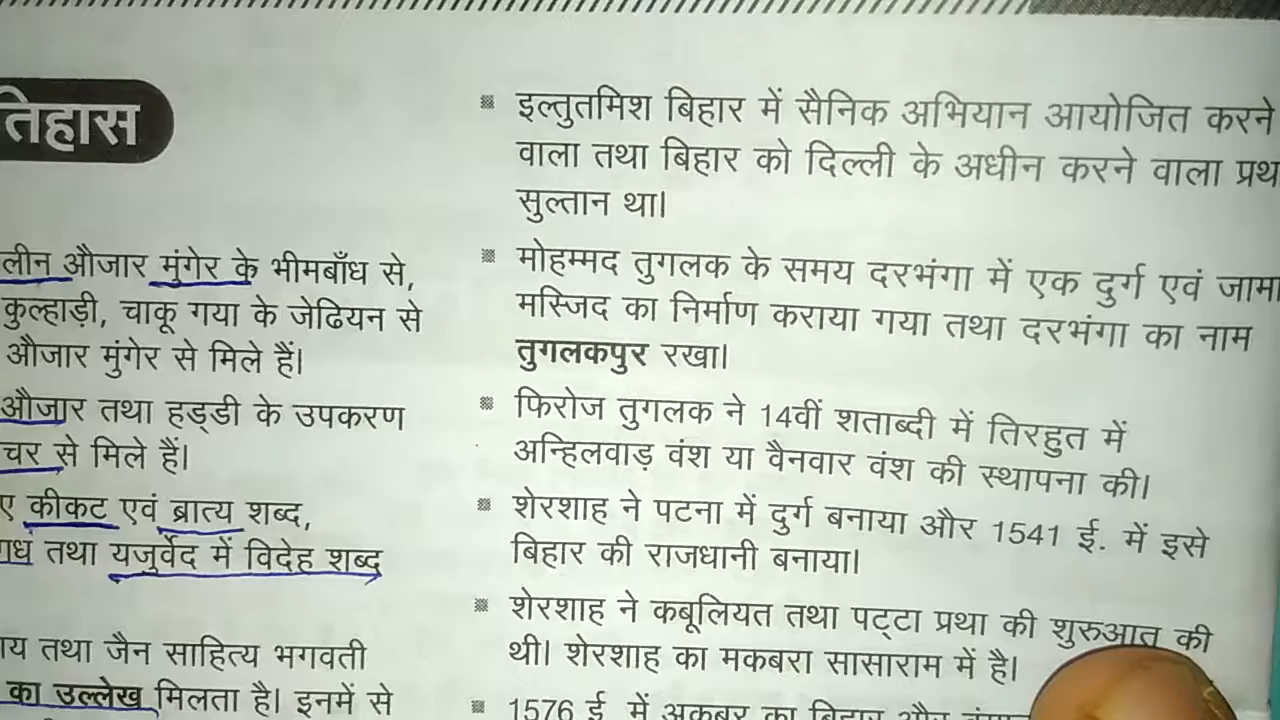 तिहास
लीन औजार मुंगेर के भीमबाँध से,
कुल्हाड़ी, चाकू गया के जेठियन से
औजार मुंगेर से मिले हैं।
औजार तथा हड्डी के उपकरण
चर से मिले हैं।
ए कीकट एवं ब्रात्य शब्द,
तथा यजुर्वेद में विदेह शब्द
य तथा जैन साहित्य भगवती
का उल्लेख मिलता है। इनमें से
इल्तुतमिश बिहार में सैनिक अभियान आयोजित करने
वाला तथा बिहार को दिल्ली के अधीन करने वाला प्रथ
सुल्तान था।
मोहम्मद तुगलक के समय दरभंगा में एक दुर्ग एवं जामा
मस्जिद का निर्माण कराया गया तथा दरभंगा का नाम
तुगलकपुर रखा।
फिरोज तुगलक ने 14वीं शताब्दी में तिरहुत में
अन्हिलवाड़ वंश या वैनवार वंश की स्थापना की।
शेरशाह ने पटना में दुर्ग बनाया और 1541 ई. में इसे
बिहार की राजधानी बनाया।
शेरशाह ने कबूलियत तथा पट्टा प्रथा की शुरुआत की
थी। शेरशाह का मकबरा सासाराम में है।
1576 ई में अकबर का बिहार और